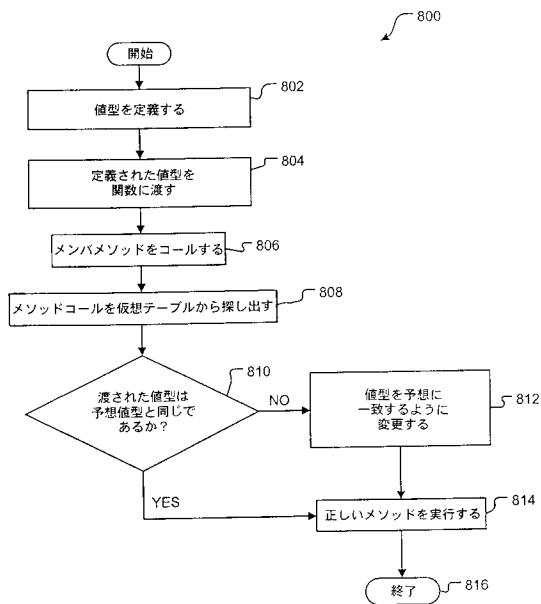 800
開始
802
値型を定義する
804
定義された値型を
関数に渡す
806
メンバメソッドをコールする
808
メソッドコールを仮想テーブルから探し出す
810
渡された値型は
予想値型と同じで
あるか？
NO
値型を予想に
一致するように
変更する
812
YES
正しいメソッドを実行する
814
終了
816